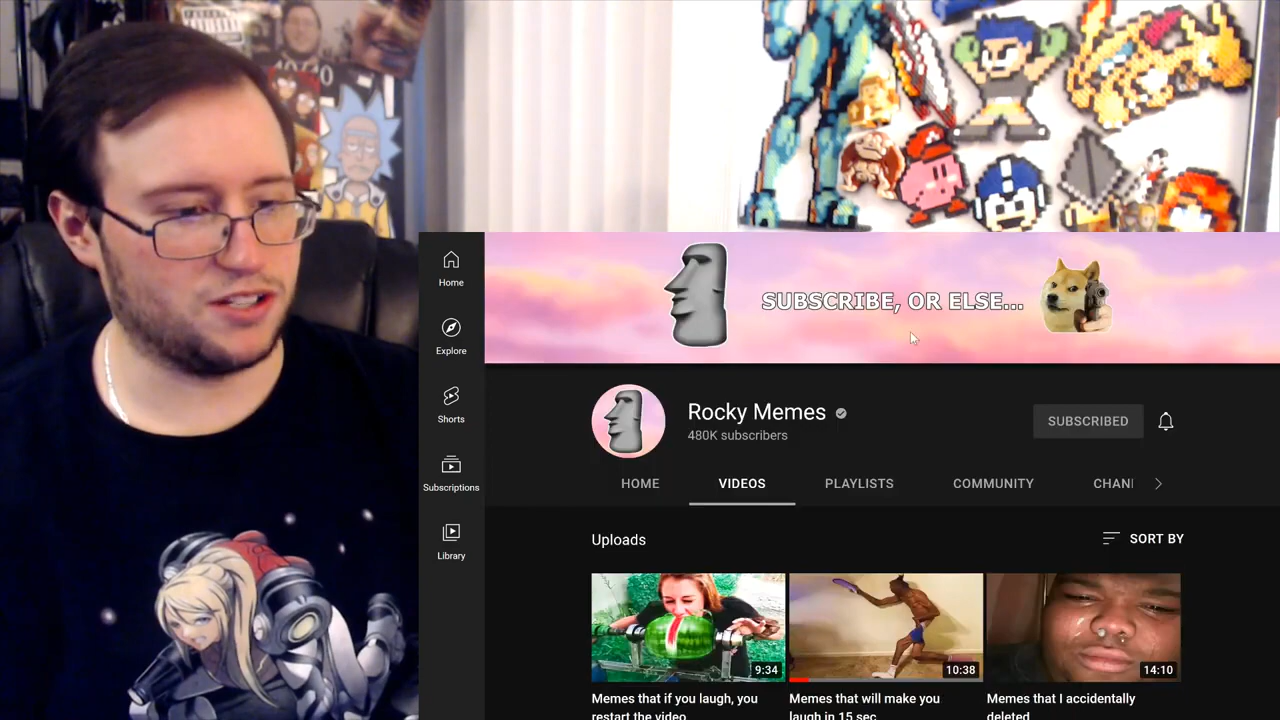 40/40
Home
Explore
Shorts
Subscriptions
Library
SUBSCRIBE, OR ELSE...
Rocky Memes
480K subscribers
SUBSCRIBED
HOME
VIDEOS
PLAYLISTS
COMMUNITY
CHAN
Uploads
SORT BY
9:34
10:38
14:10
Memes that if you laugh, you
restart the video
Memes that will make you
laugh in 15 sec
Memes that I accidentally
deleted